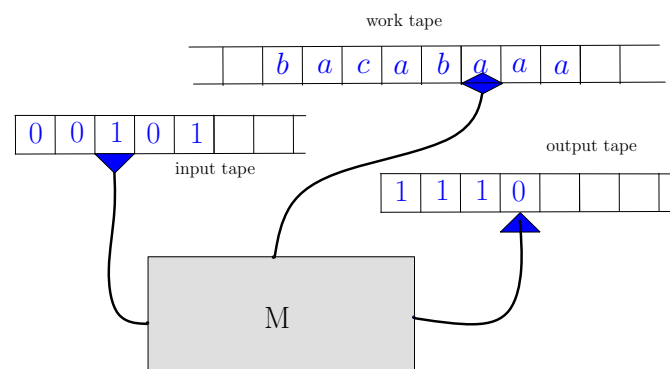 work tape
b a c a b a a a
0 0 1 0 1
input tape
output tape
1 1 1 0
M